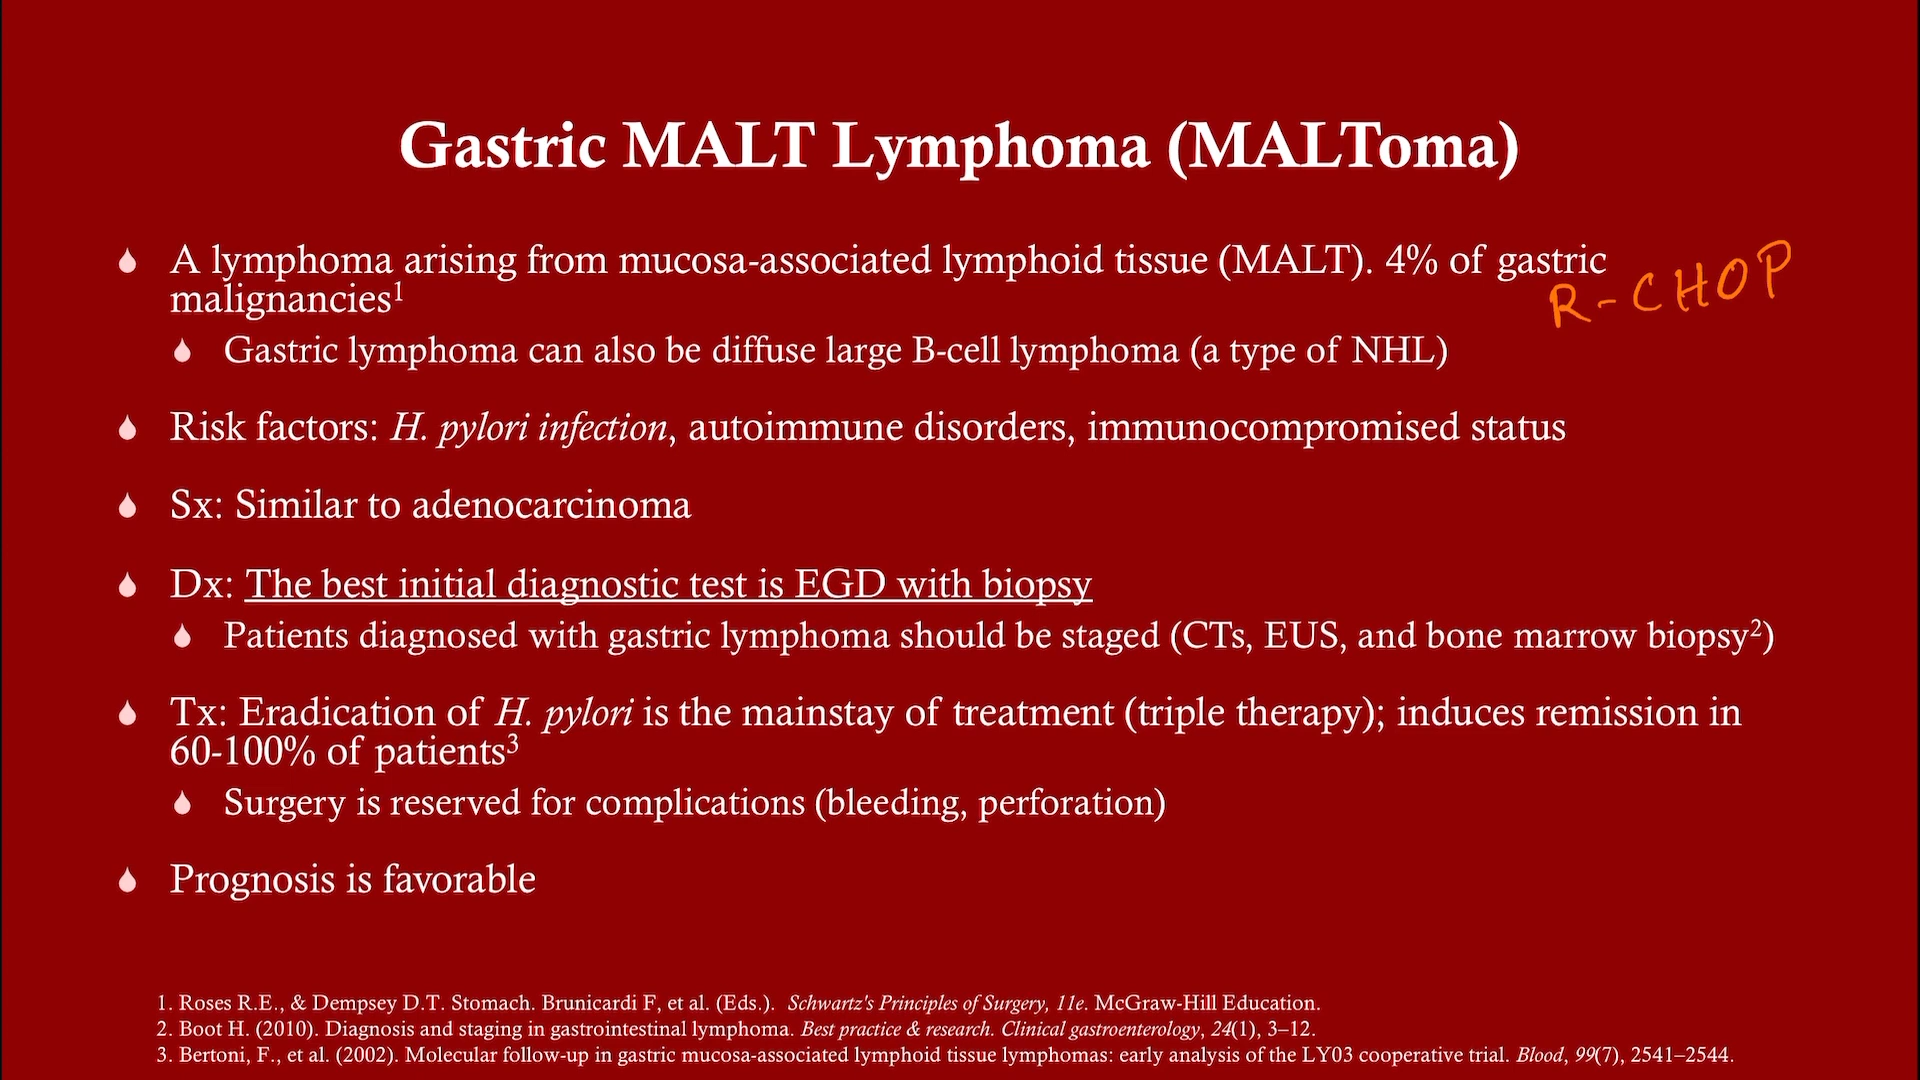 Gastric MALT Lymphoma (MALToma)
A lymphoma arising from mucosa-associated lymphoid tissue (MALT). 4% of gastric
malignancies1
R-CHOP
Gastric lymphoma can also be diffuse large B-cell lymphoma (a type of NHL)
Risk factors: H. pylori infection, autoimmune disorders, immunocompromised status
Sx: Similar to adenocarcinoma
Dx: The best initial diagnostic test is EGD with biopsy
Patients diagnosed with gastric lymphoma should be staged (CTs, EUS, and bone marrow biopsy2)
Tx: Eradication of H. pylori is the mainstay of treatment (triple therapy); induces remission in
60-100% of patients3
Surgery is reserved for complications (bleeding, perforation)
Prognosis is favorable
1. Roses R.E., & Dempsey D.T. Stomach. Brunicardi F, et al. (Eds.). Schwartz's Principles of Surgery, 11e. McGraw-Hill Education.
2. Boot H. (2010). Diagnosis and staging in gastrointestinal lymphoma. Best practice & research. Clinical gastroenterology, 24(1), 3–12.
3. Bertoni, F., et al. (2002). Molecular follow-up in gastric mucosa-associated lymphoid tissue lymphomas: early analysis of the LY03 cooperative trial. Blood, 99(7), 2541–2544.